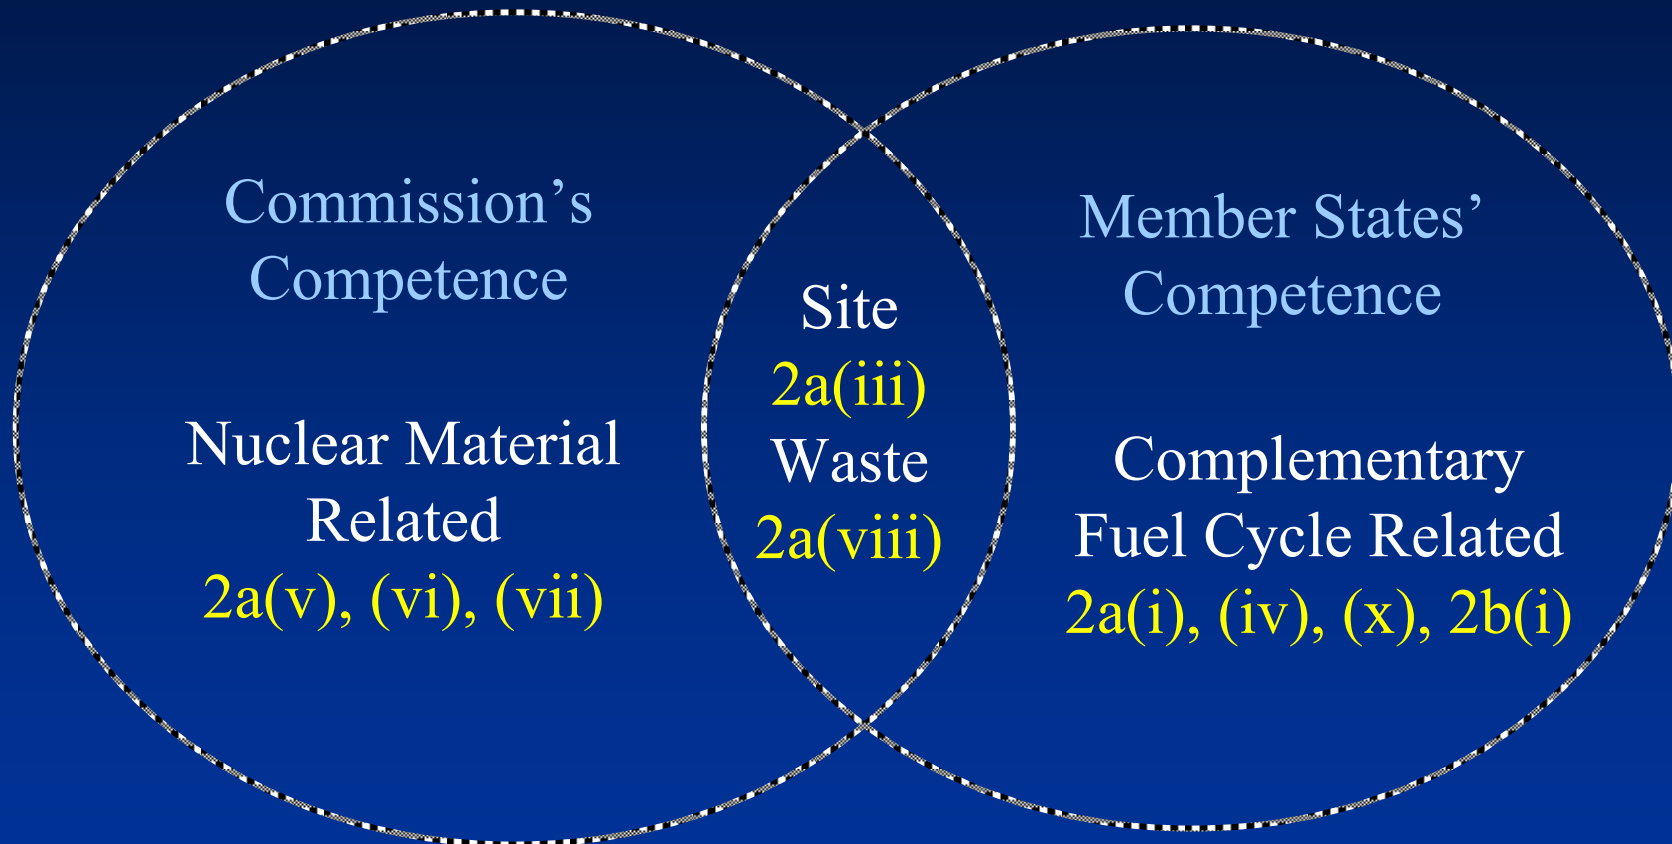 Commission’s
Competence
Nuclear Material
Related
2a(v), (vi), (vii)
Site
2a(iii)
Waste
2a(viii)
Member States’
Competence
Complementary
Fuel Cycle Related
2a(i), (iv), (x), 2b(i)